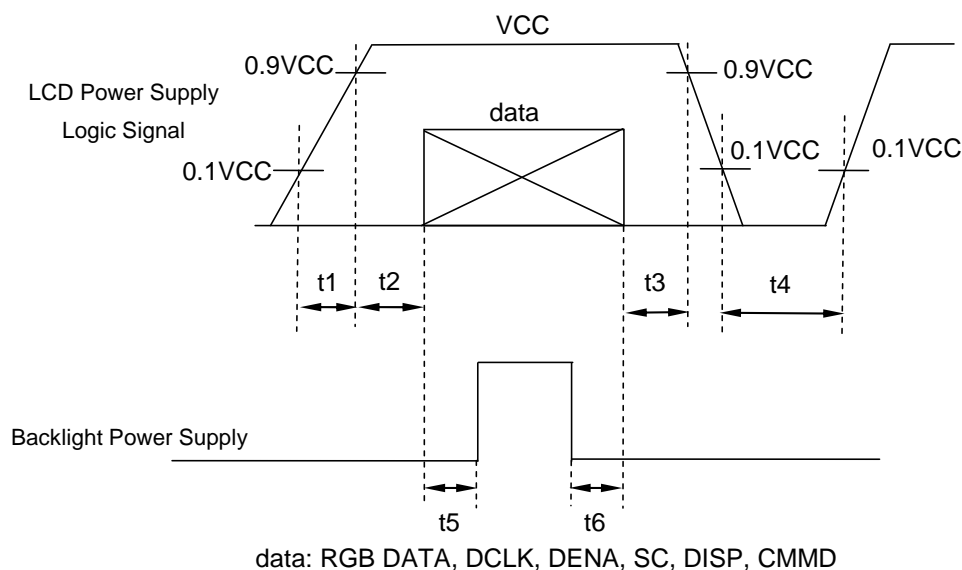 VCC
0.9VCC
0.9VCC
LCD Power Supply
Logic Signal
data
0.1VCC
0.1VCC
0.1VCC
t1
t2
t3
t4
Backlight Power Supply
t5
t6
data: RGB DATA, DCLK, DENA, SC, DISP, CMMD